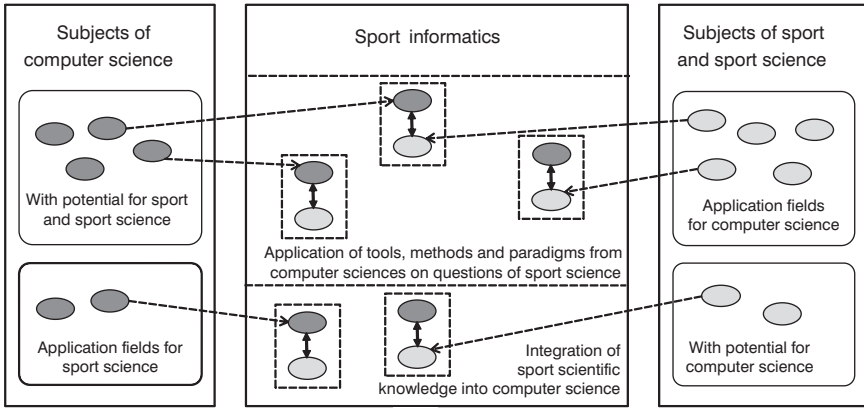 Subjects of
computer science
With potential for sport
and sport science
Application fields for
sport science
Sport informatics
Application of tools, methods and paradigms from
computer sciences on questions of sport science
Integration of
sport scientific
knowledge into computer science
Subjects of sport
and sport science
Application fields
for computer science
With potential for
computer science